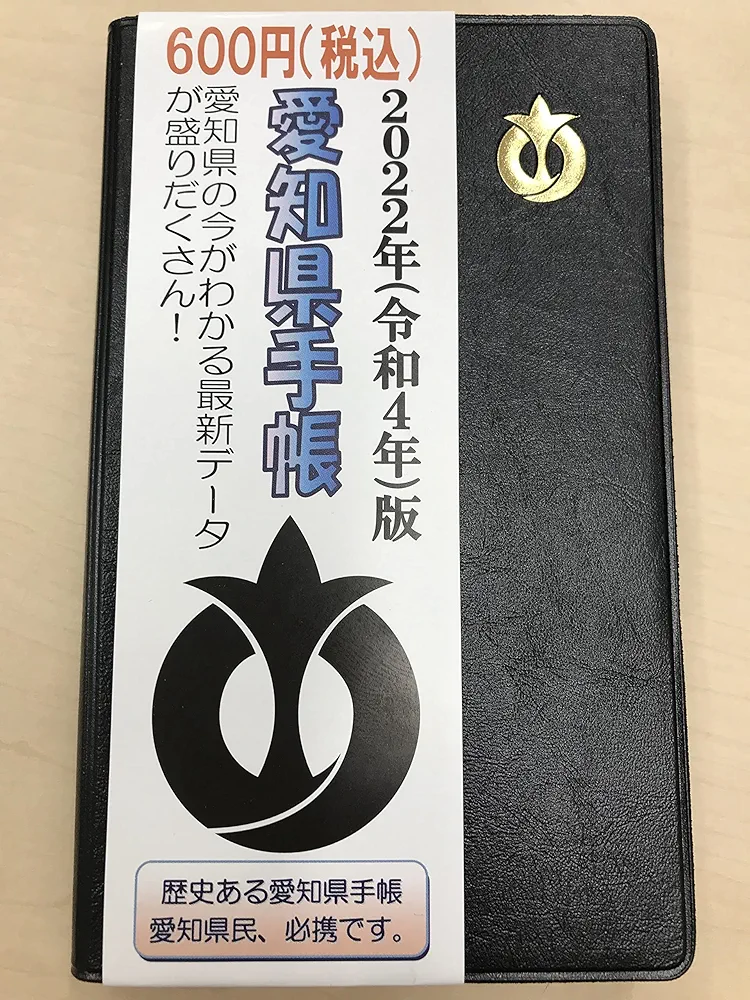 600円(税込)
2022年(令和4年)版
愛知県手帳
愛知県の今がわかる最新データ
が盛りだくさん!
歴史ある愛知県手帳
愛知県民、必携です。